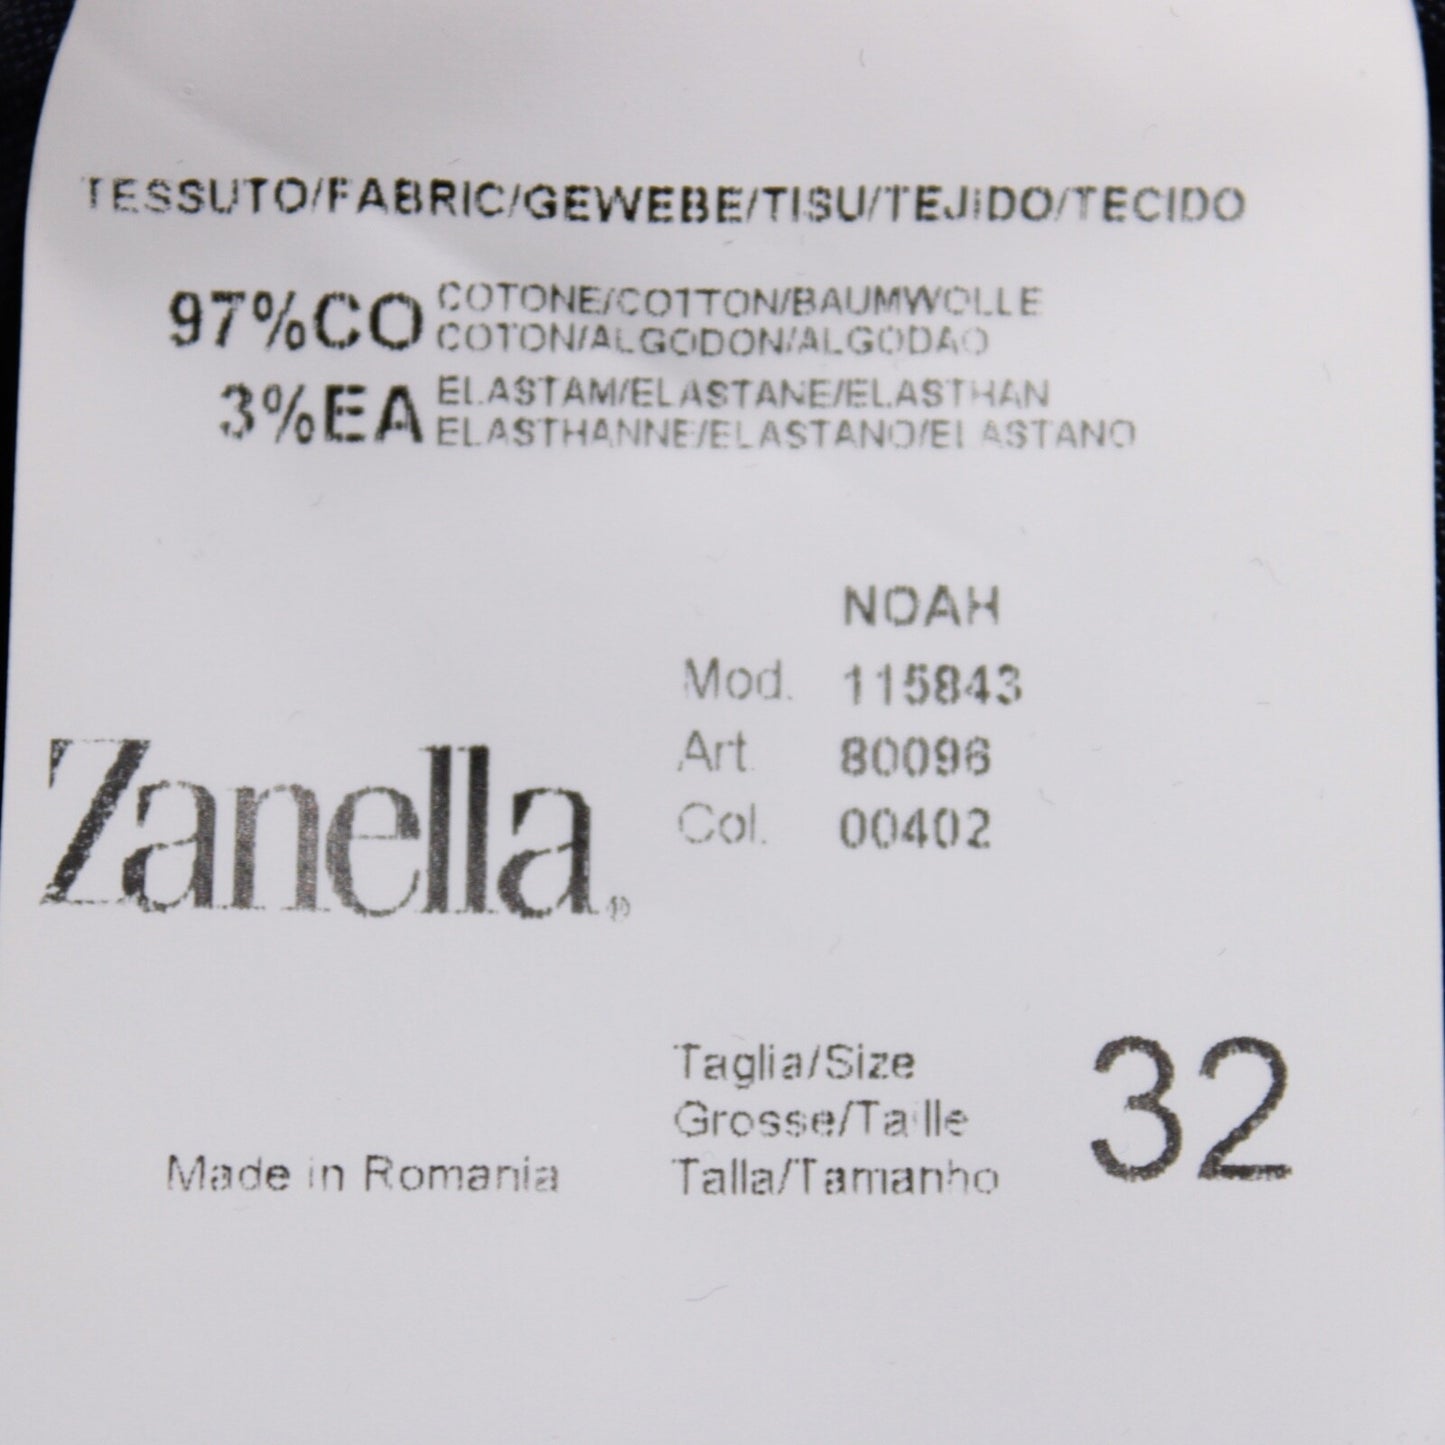 TESSUTO/FABRIC/GEWEBE/TISU/TEJIDO/TECIDO
97%CO COTONE/COTTON/BAUMWOLLE
COTON/ALGODON/ALGODAO
3%EA ELASTAM/ELASTANE/ELASTHAN
ELASTHANNE/ELASTANO/ELASTANO
NOAH
Mod. 115843
Art. 80096
Col. 00402
Zanella®
Taglia/Size
Grosse/Taille
Talla/Tamanho
32
Made in Romania